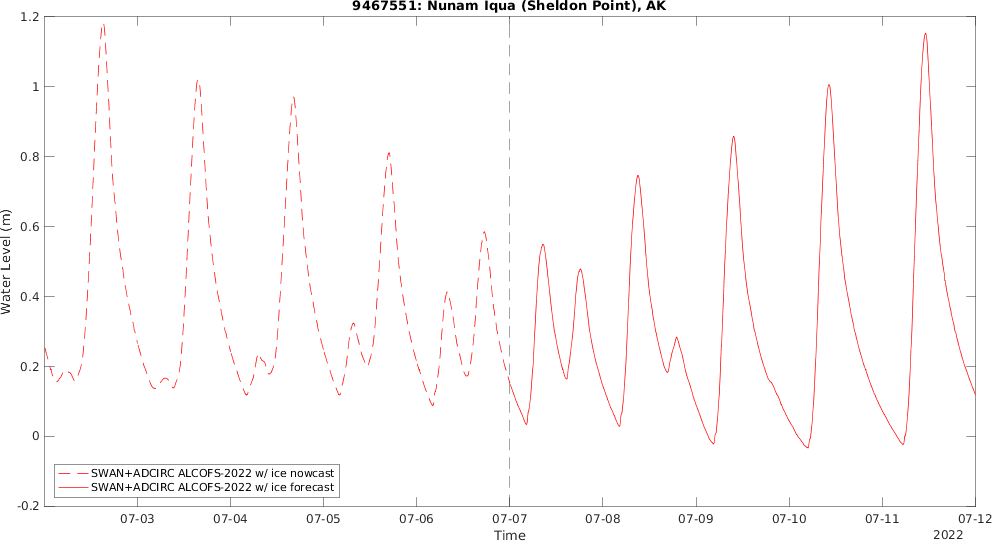 9467551: Nunam Iqua (Sheldon Point), AK
Water Level (m)
1.2
1
0.8
0.6
0.4
0.2
0
-0.2
SWAN+ADCIRC ALCOFS-2022 w/ ice nowcast
SWAN+ADCIRC ALCOFS-2022 w/ ice forecast
07-03 07-04 07-05 07-06 07-07 07-08 07-09 07-10 07-11 07-12
Time
2022